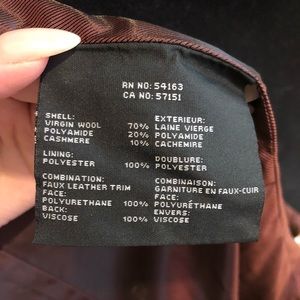 RN NO: 54163
CA NO: 57151
SHELL:
VIRGIN WOOL 70%
POLYAMIDE 20%
CASHMERE 10%
LINING:
POLYESTER 100%
COMBINATION:
FAUX LEATHER TRIM
FACE:
POLYURETHANE 100%
BACK:
VISCOSE 100%
EXTERIEUR:
LAINE VIERGE
POLYAMIDE
CACHEMIRE
DOUBLURE:
POLYESTER
COMBINAISON:
GARNITURE EN FAUX-CUIR
FACE:
POLYURÉTHANE
ENVERS:
VISCOSE